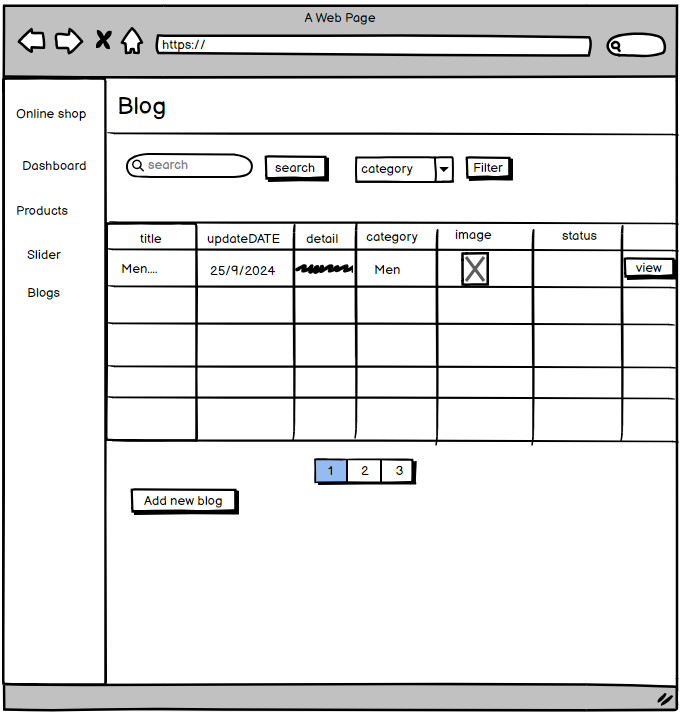 A Web Page
https://
Online shop
Dashboard
Products
Slider
Blogs
Blog
search
search
category
Filter
title updateDATE detail category image status
Men.... 25/9/2024 Men view
1 2 3
Add new blog